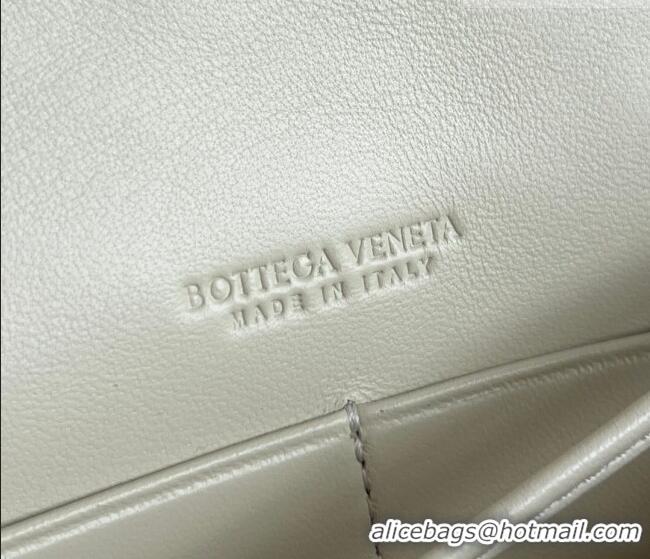 BOTTEGA VENETA
MADE IN ITALY
alicebags@hotmail.com